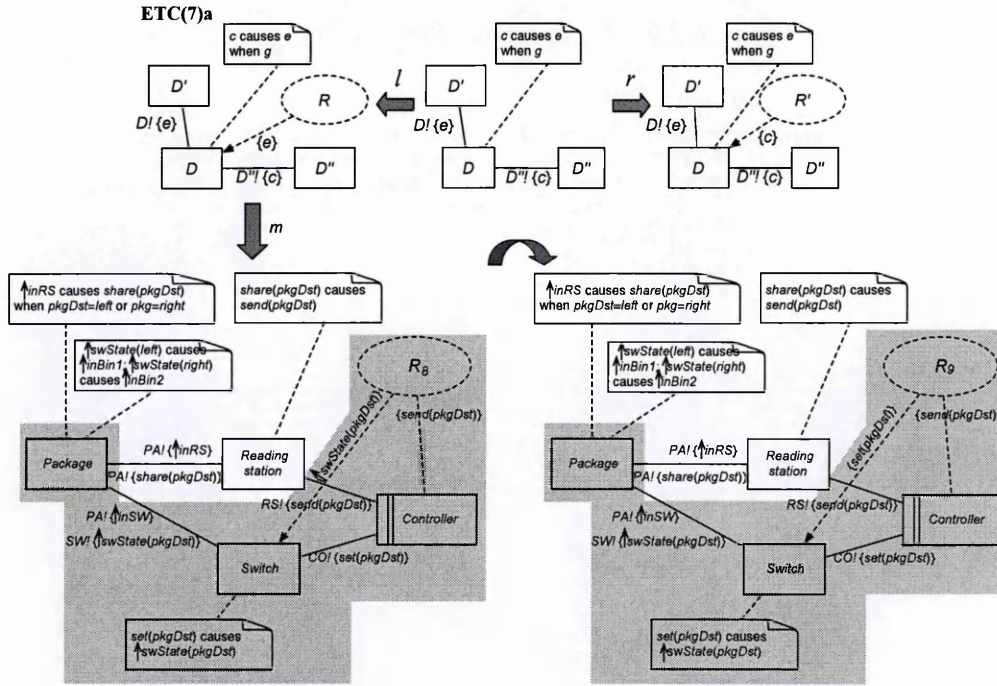 ETC(7)a
c causes e
when g
D'
R
D! {e}
{e}
D
D''! {c}
D''
l
c causes e
when g
D'
D! {e}
D
D''! {c}
D''
r
c causes e
when g
D'
R'
D! {e}
{c}
D
D''! {c}
D''
m
↑inRS causes share(pkgDst)
when pkgDst=left or pkg=right
share(pkgDst) causes
send(pkgDst)
↑swState(left) causes
↑inBin1; ↑swState(right)
causes ↑inBin2
R8
{↑swState(pkgDst)}
{send(pkgDst)}
Package
PA! {↑inRS}
PA! {share(pkgDst)}
Reading
station
RS! {send(pkgDst)}
Controller
PA! {↑inSW}
SW! {↑swState(pkgDst)}
CO! {set(pkgDst)}
Switch
set(pkgDst) causes
↑swState(pkgDst)
↑inRS causes share(pkgDst)
when pkgDst=left or pkg=right
share(pkgDst) causes
send(pkgDst)
↑swState(left) causes
↑inBin1; ↑swState(right)
causes ↑inBin2
R9
{set(pkgDst)}
{send(pkgDst)}
Package
PA! {↑inRS}
PA! {share(pkgDst)}
Reading
station
RS! {send(pkgDst)}
Controller
PA! {↑inSW}
SW! {↑swState(pkgDst)}
CO! {set(pkgDst)}
Switch
set(pkgDst) causes
↑swState(pkgDst)